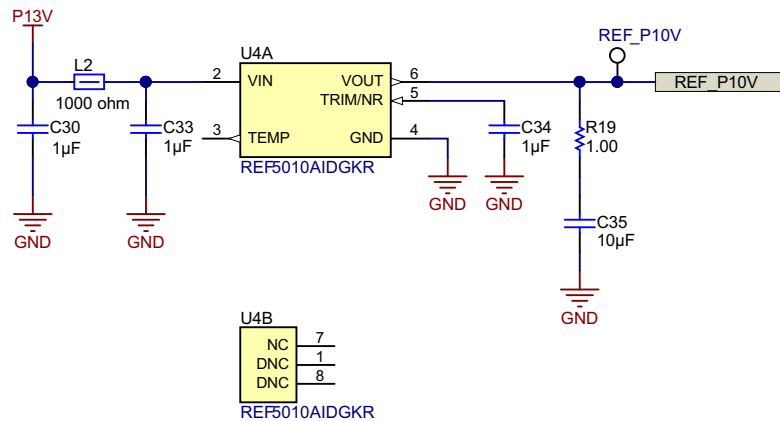 P13V
REF_P10V
L2
U4A
2
VIN
VOUT
6
REF_P10V
1000 ohm
TRIM/NR
5
C30
1µF
C33
1µF
3
TEMP
GND
4
C34
1µF
R19
1.00
REF5010AIDGKR
GND
GND
GND
GND
C35
10µF
GND
U4B
NC
7
DNC
1
DNC
8
REF5010AIDGKR